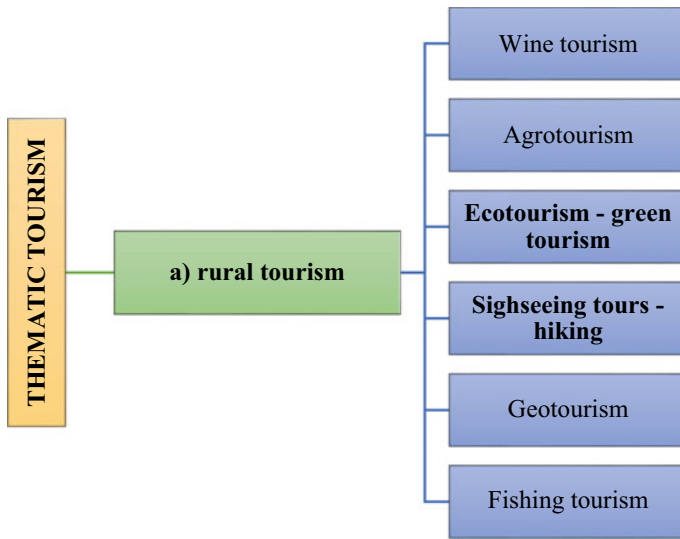 THEMATIC TOURISM
a) rural tourism
Wine tourism
Agrotourism
Ecotourism - green
tourism
Sighseeing tours -
hiking
Geotourism
Fishing tourism